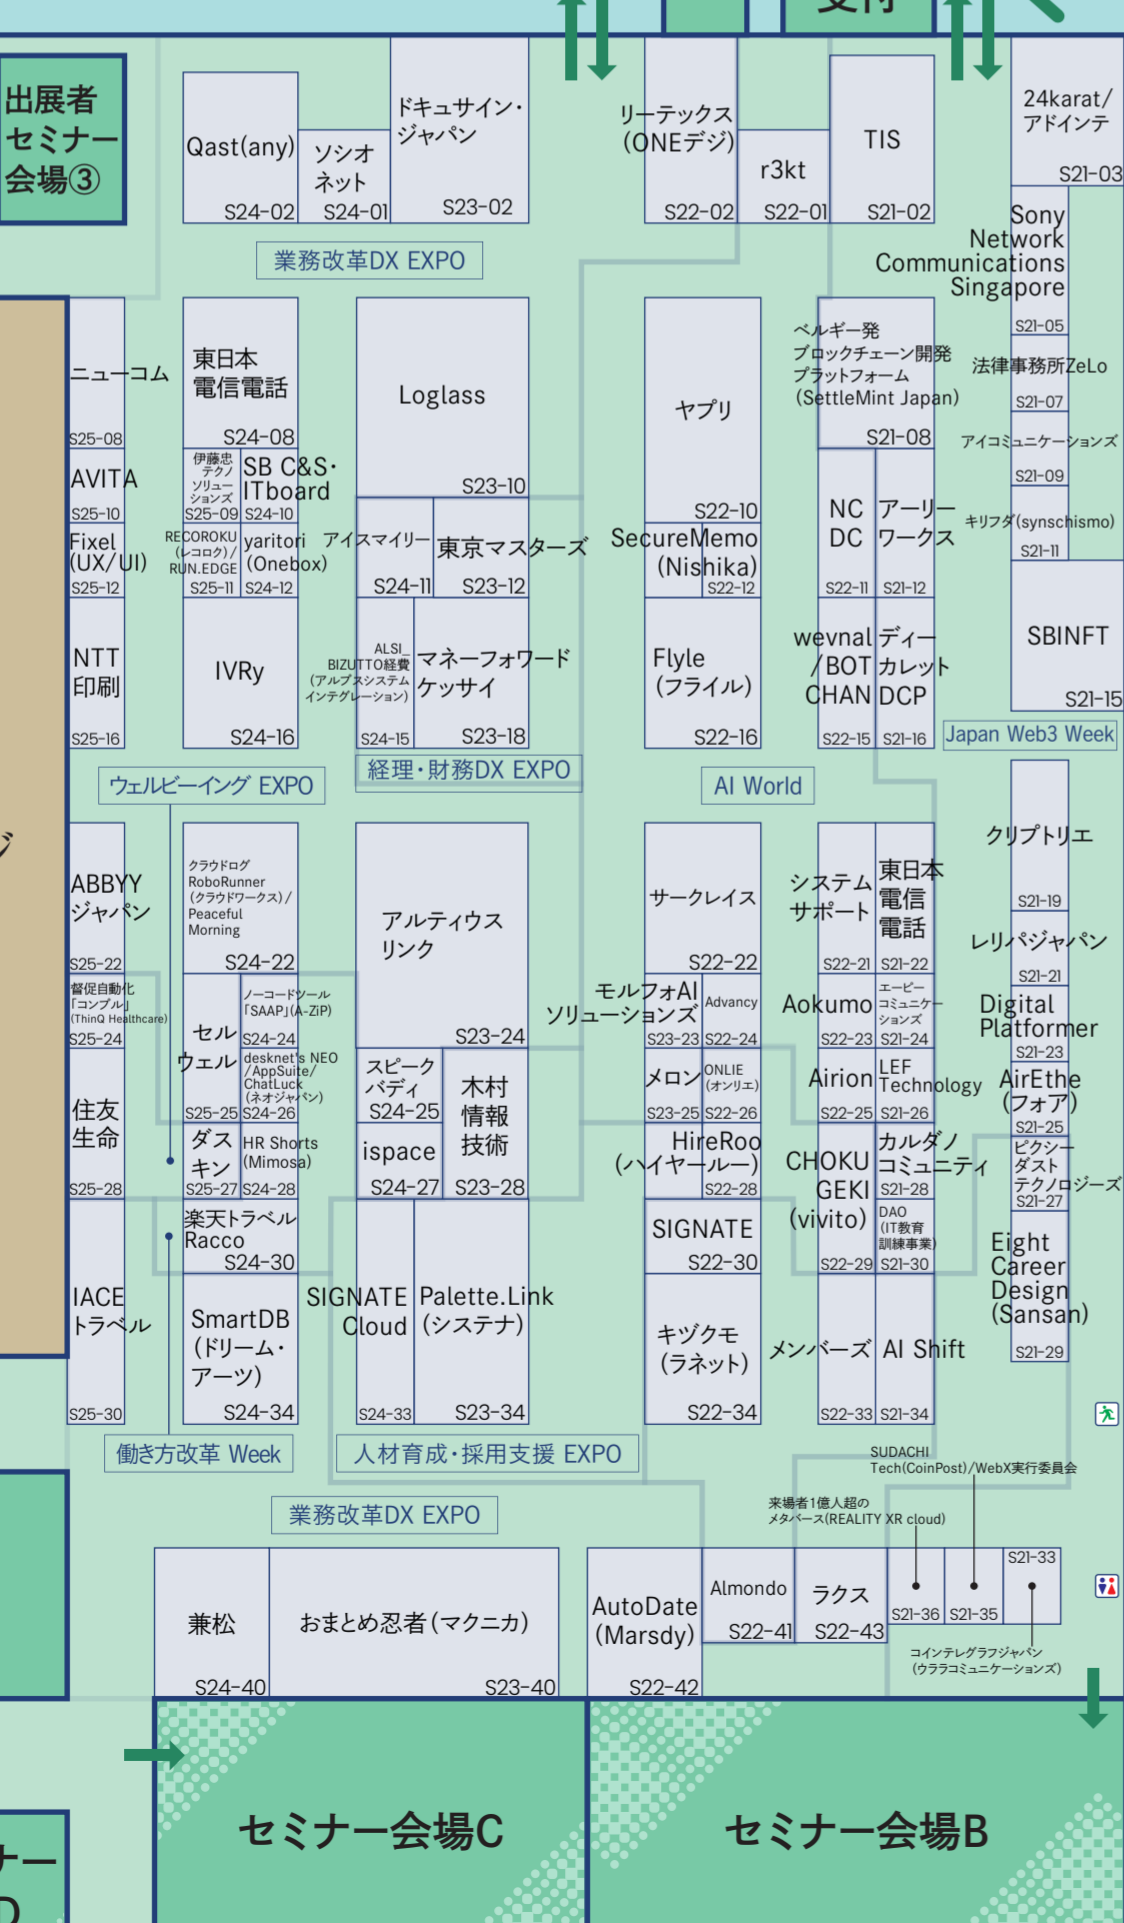 受付
出展者
セミナー
会場③
Qast(any)
S24-02
ソシオ
ネット
S24-01
ドキュサイン・
ジャパン
S23-02
リーテックス
(ONEデジ)
S22-02
r3kt
S22-01
TIS
S21-02
24karat/
アドインテ
S21-03
業務改革DX EXPO
Sony
Network
Communications
Singapore
S21-05
ニューコム
S25-08
東日本
電信電話
S24-08
Loglass
S23-10
ヤプリ
S22-10
ベルギー発
ブロックチェーン開発
プラットフォーム
(SettleMint Japan)
S21-08
法律事務所ZeLo
S21-07
アイコミュニケーションズ
S21-09
AVITA
S25-10
伊藤忠
テクノ
ソリュー
ションズ
S25-09
SB C&S・
ITboard
S24-10
NC
DC
S22-11
アーリー
ワークス
S21-12
キリフダ(synschismo)
S21-11
Fixel
(UX/UI)
S25-12
RECOROKU
(レコロク)/
RUN.EDGE
S25-11
yaritori
(Onebox)
S24-12
アイスマイリー
S24-11
東京マスターズ
S23-12
SecureMemo
(Nishika)
S22-12
NTT
印刷
S25-16
IVRy
S24-16
ALSI_
BIZUTTO経費
(アルプスシステム
インテグレーション)
S24-15
マネーフォワード
ケッサイ
S23-18
Flyle
(フライル)
S22-16
wevnal
/BOT
CHAN
S22-15
ディー
カレット
DCP
S21-16
SBINFT
S21-15
Japan Web3 Week
ウェルビーイング EXPO
経理・財務DX EXPO
AI World
ジ
ABBYY
ジャパン
S25-22
クラウドログ
RoboRunner
(クラウドワークス)/
Peaceful
Morning
S24-22
アルティウス
リンク
S23-24
サークレイス
S22-22
システム
サポート
S22-21
東日本
電信
電話
S21-22
クリプトリエ
S21-19
レリパジャパン
S21-21
督促自動化
「コンプル」
(ThinQ Healthcare)
S25-24
セル
ウェル
S25-25
ノーコードツール
「SAAP」(A-ZiP)
S24-24
モルフォAI
ソリューションズ
S23-23
Advancy
S22-24
Aokumo
S22-23
エーピー
コミュニケー
ションズ
S21-24
Digital
Platformer
S21-23
住友
生命
S25-28
desknet's NEO
/AppSuite/
ChatLuck
(ネオジャパン)
S24-26
スピーク
バディ
S24-25
木村
情報
技術
S23-28
メロン
S23-25
ONLIE
(オンリエ)
S22-26
Airion
S22-25
LEF
Technology
S21-26
AirEthe
(フォア)
S21-25
ダス
キン
S25-27
HR Shorts
(Mimosa)
S24-28
ispace
S24-27
HireRoo
(ハイヤールー)
S22-28
CHOKU
GEKI
(vivito)
S22-29
カルダノ
コミュニティ
S21-28
ピクシー
ダスト
テクノロジーズ
S21-27
楽天トラベル
Racco
S24-30
SIGNATE
S22-30
DAO
(IT教育
訓練事業)
S21-30
Eight
Career
Design
(Sansan)
S21-29
IACE
トラベル
S25-30
SmartDB
(ドリーム・
アーツ)
S24-34
SIGNATE
Cloud
S24-33
Palette.Link
(システナ)
S23-34
キヅクモ
(ラネット)
S22-34
メンバーズ
S22-33
AI Shift
S21-34
働き方改革 Week
人材育成・採用支援 EXPO
業務改革DX EXPO
SUDACHI
Tech(CoinPost)/WebX実行委員会
来場者1億人超の
メタバース(REALITY XR cloud)
兼松
S24-40
おまとめ忍者(マクニカ)
S23-40
AutoDate
(Marsdy)
S22-42
Almondo
S22-41
ラクス
S22-43
S21-36
S21-35
S21-33
コインテレグラフジャパン
(ウララコミュニケーションズ)
セミナー会場C
セミナー会場B
ナー
D